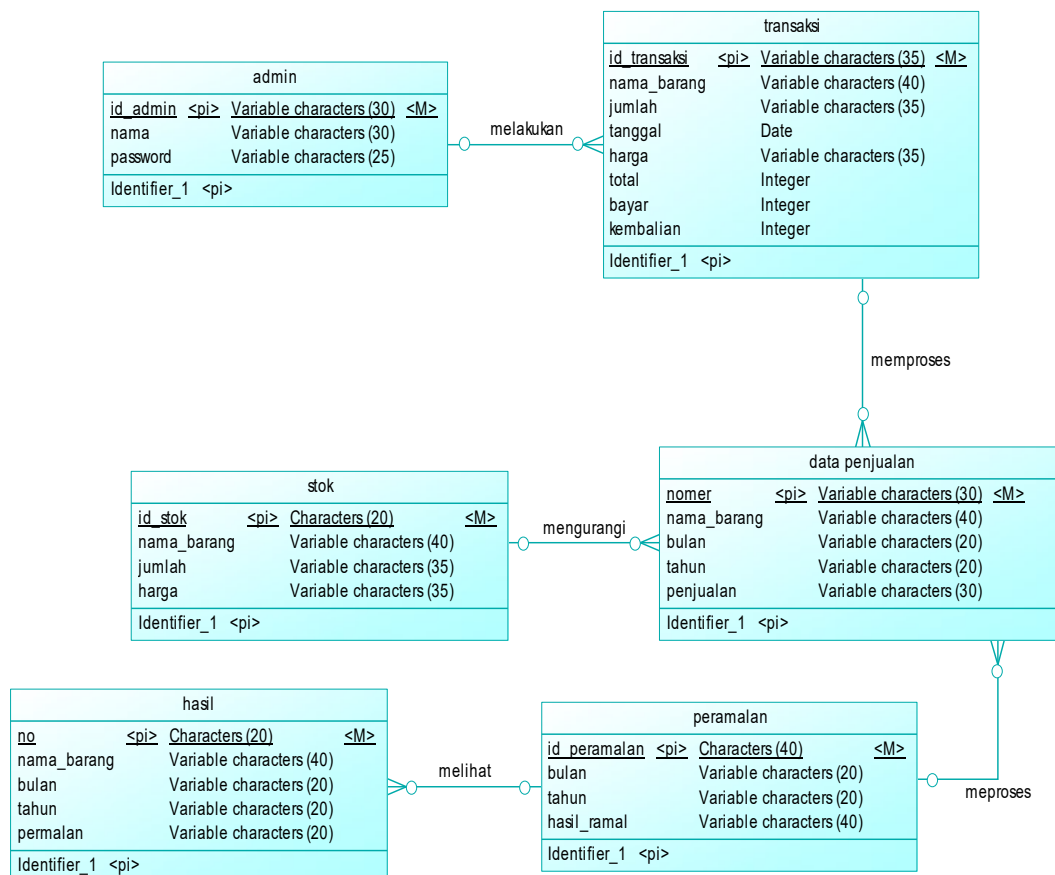 transaksi
id_transaksi <pi> Variable characters (35) <M>
nama_barang Variable characters (40)
jumlah Variable characters (35)
tanggal Date
harga Variable characters (35)
total Integer
bayar Integer
kembalian Integer
Identifier_1 <pi>
admin
id_admin <pi> Variable characters (30) <M>
nama Variable characters (30)
password Variable characters (25)
Identifier_1 <pi>
melakukan
memproses
data penjualan
nomer <pi> Variable characters (30) <M>
nama_barang Variable characters (40)
bulan Variable characters (20)
tahun Variable characters (20)
penjualan Variable characters (30)
Identifier_1 <pi>
stok
id_stok <pi> Characters (20) <M>
nama_barang Variable characters (40)
jumlah Variable characters (35)
harga Variable characters (35)
Identifier_1 <pi>
mengurangi
hasil
no <pi> Characters (20) <M>
nama_barang Variable characters (40)
bulan Variable characters (20)
tahun Variable characters (20)
permalan Variable characters (20)
Identifier_1 <pi>
melihat
peramalan
id_peramalan <pi> Characters (40) <M>
bulan Variable characters (20)
tahun Variable characters (20)
hasil_ramal Variable characters (40)
Identifier_1 <pi>
meproses